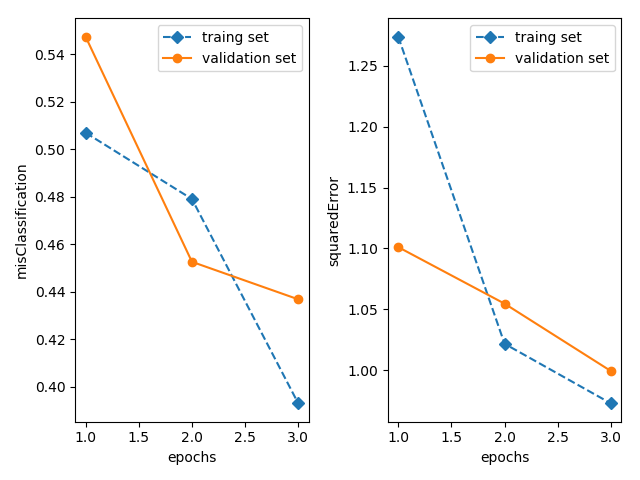 traing set
validation set
0.54
0.52
0.50
0.48
0.46
0.44
0.42
0.40
misClassification
1.0 1.5 2.0 2.5 3.0
epochs
traing set
validation set
1.25
1.20
1.15
1.10
1.05
1.00
squaredError
1.0 1.5 2.0 2.5 3.0
epochs